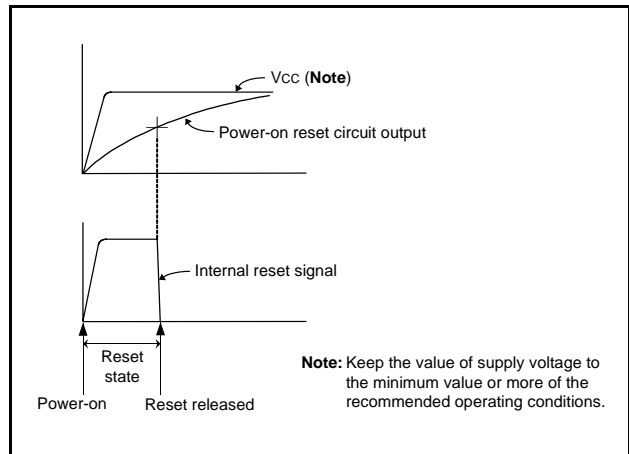 VCC (Note)
Power-on reset circuit output
Internal reset signal
Reset
state
Power-on
Reset released
Note: Keep the value of supply voltage to
the minimum value or more of the
recommended operating conditions.